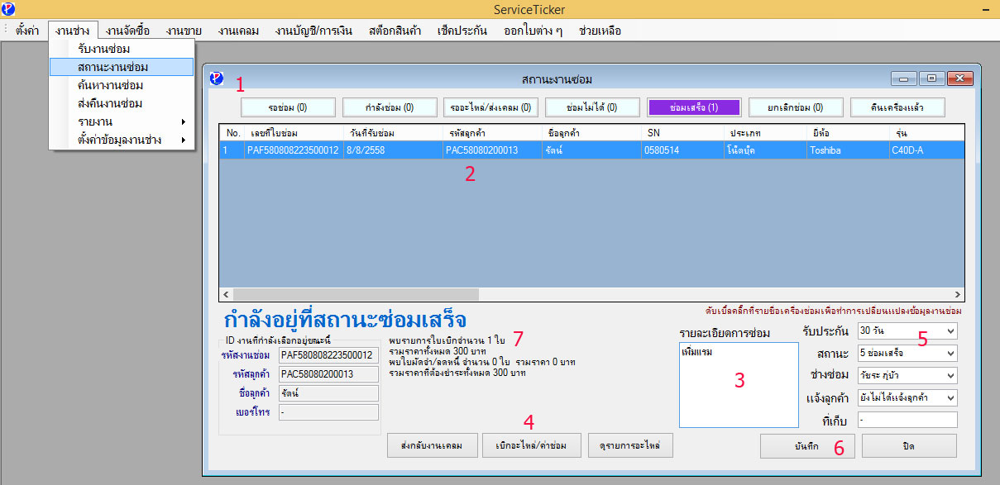 ServiceTicker
ตั้งค่า งานช่าง งานจัดซื้อ งานขาย งานเคลม งานบัญชี/การเงิน สต็อกสินค้า เช็คประกัน ออกใบต่าง ๆ ช่วยเหลือ
รับงานซ่อม
สถานะงานซ่อม
ค้นหางานซ่อม
ส่งคืนงานซ่อม
รายงาน
ตั้งค่าข้อมูลงานช่าง
สถานะงานซ่อม
1
รอซ่อม (0) กำลังซ่อม (0) รออะไหล่/ส่งเคลม (0) ซ่อมไม่ได้ (0) ซ่อมเสร็จ (1) ยกเลิกซ่อม (0) คืนเครื่องแล้ว
No. เลขที่ใบซ่อม วันที่รับซ่อม รหัสลูกค้า ชื่อลูกค้า SN ประเภท ยี่ห้อ รุ่น
1 PAF580808223500012 8/8/2558 PAC58080200013 รัตน์ 0580514 โน๊ตบุ๊ค Toshiba C40D-A
2
ดับเบิ้ลคลิ๊กที่รายชื่อเครื่องซ่อมเพื่อทำการเปลี่ยนแปลงข้อมูลงานซ่อม
กำลังอยู่ที่สถานะซ่อมเสร็จ
ID งานที่กำลังเลือกอยู่ขณะนี้
รหัสงานซ่อม PAF580808223500012
รหัสลูกค้า PAC58080200013
ชื่อลูกค้า รัตน์
เบอร์โทร -
พบรายการใบเบิกจำนวน 1 ใบ 7
รวมราคาทั้งหมด 300 บาท
พบใบมัดจำ/ลดหนี้ จำนวน 0 ใบ รวมราคา 0 บาท
รวมราคาที่ต้องชำระทั้งหมด 300 บาท
รายละเอียดการซ่อม
เพิ่มแรม
3
รับประกัน 30 วัน 5
สถานะ 5 ซ่อมเสร็จ
ช่างซ่อม วัชระ ภู่บัว
แจ้งลูกค้า ยังไม่ได้แจ้งลูกค้า
ที่เก็บ -
4
ส่งกลับงานเคลม เบิกอะไหล่/ค่าซ่อม ดูรายการอะไหล่ บันทึก 6 ปิด